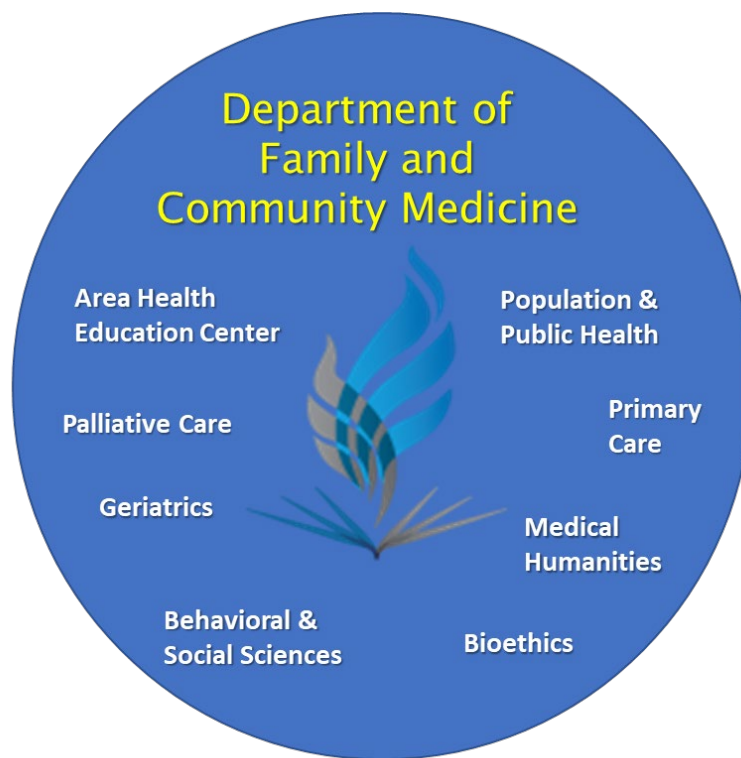 Department of
Family and
Community Medicine
Area Health
Education Center
Population &
Public Health
Palliative Care
Primary
Care
Geriatrics
Medical
Humanities
Behavioral &
Social Sciences
Bioethics